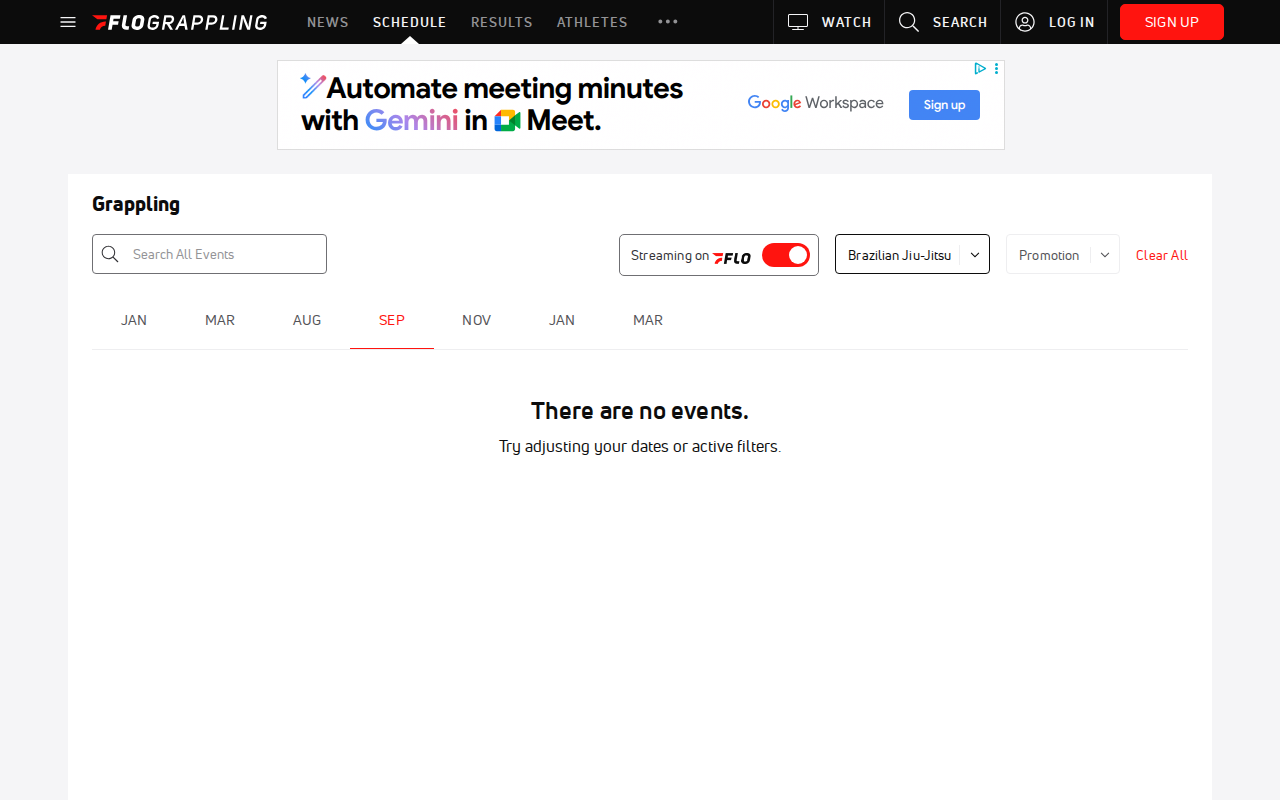 FLOGRAPPLING NEWS SCHEDULE RESULTS ATHLETES WATCH SEARCH LOG IN SIGN UP
Automate meeting minutes
with Gemini in Meet.
Google Workspace
Sign up
Grappling
Search All Events
Streaming on FLO
Brazilian Jiu-Jitsu
Promotion
Clear All
JAN MAR AUG SEP NOV JAN MAR
There are no events.
Try adjusting your dates or active filters.